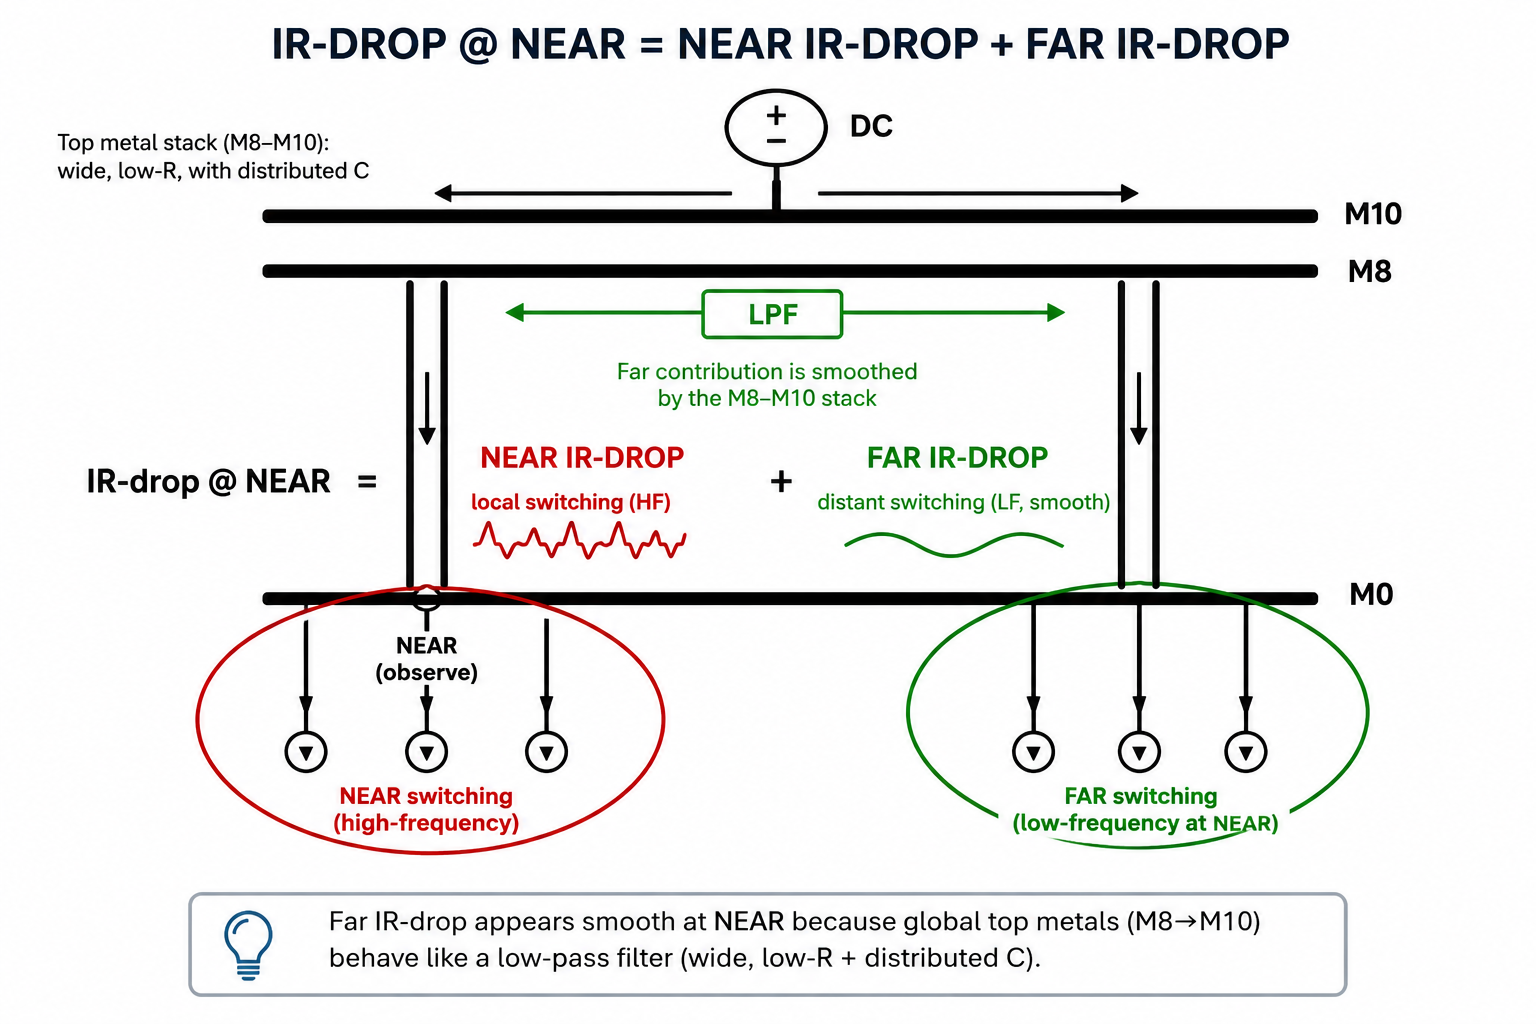 IR-DROP @ NEAR = NEAR IR-DROP + FAR IR-DROP
+
−
DC
Top metal stack (M8–M10):
wide, low-R, with distributed C
M10
M8
LPF
Far contribution is smoothed
by the M8–M10 stack
IR-drop @ NEAR =
NEAR IR-DROP
local switching (HF)
+
FAR IR-DROP
distant switching (LF, smooth)
M0
NEAR
(observe)
NEAR switching
(high-frequency)
FAR switching
(low-frequency at NEAR)
Far IR-drop appears smooth at NEAR because global top metals (M8→M10)
behave like a low-pass filter (wide, low-R + distributed C).